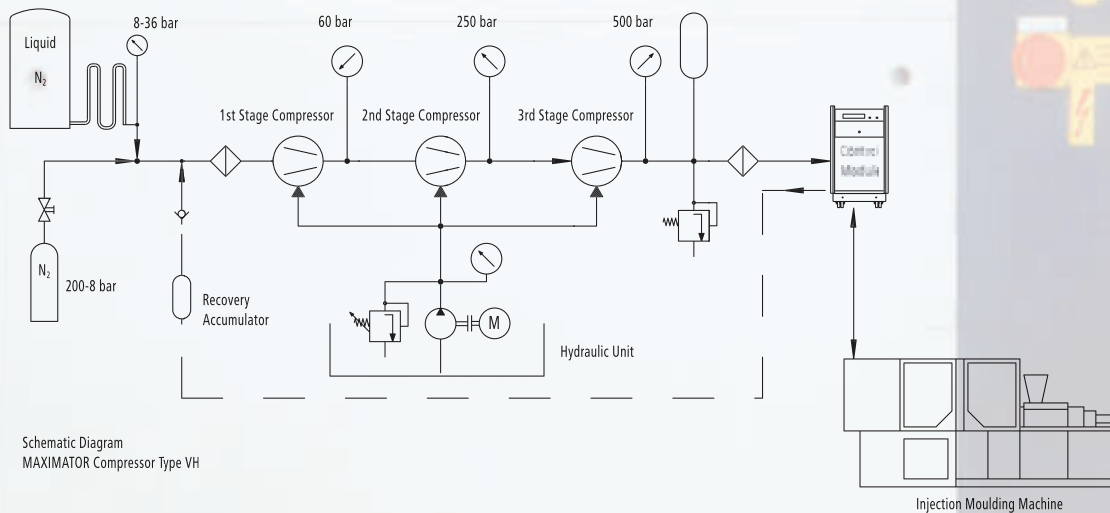 8-36 bar
60 bar
250 bar
500 bar
Liquid
N₂
1st Stage Compressor
2nd Stage Compressor
3rd Stage Compressor
Control
Module
N₂
200-8 bar
Recovery
Accumulator
M
Hydraulic Unit
Schematic Diagram
MAXIMATOR Compressor Type VH
Injection Moulding Machine